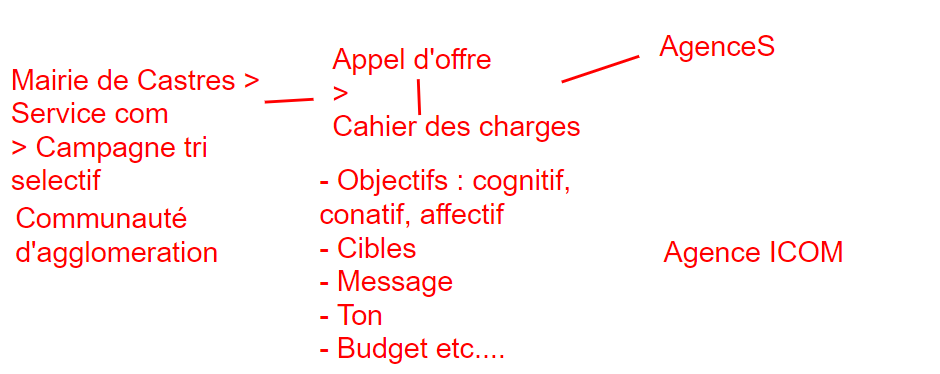 Mairie de Castres >
Service com
> Campagne tri
selectif
Communauté
d'agglomeration
Appel d'offre
>
Cahier des charges
- Objectifs : cognitif,
conatif, affectif
- Cibles
- Message
- Ton
- Budget etc....
AgenceS
Agence ICOM